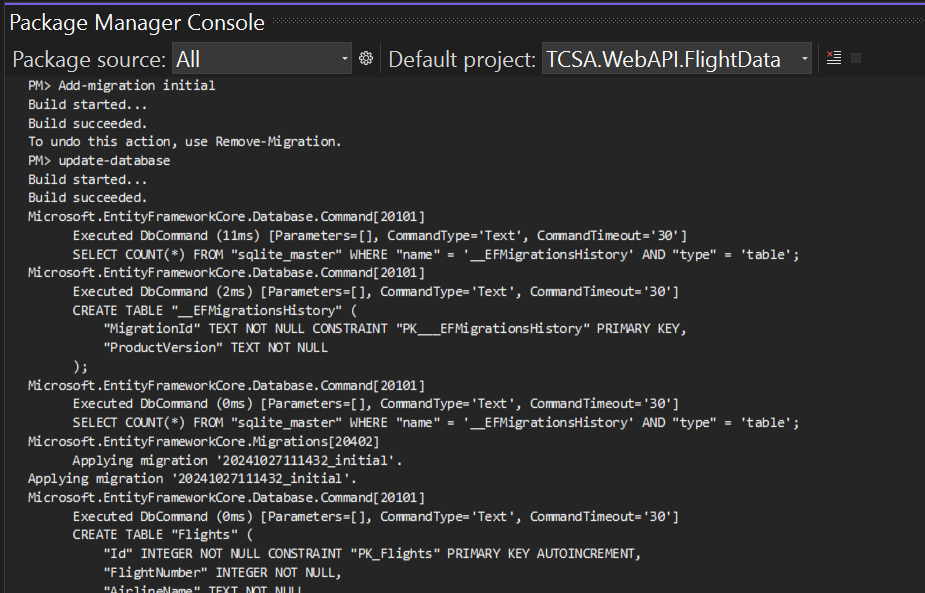 Package Manager Console
Package source: All Default project: TCSA.WebAPI.FlightData
PM> Add-migration initial
Build started...
Build succeeded.
To undo this action, use Remove-Migration.
PM> update-database
Build started...
Build succeeded.
Microsoft.EntityFrameworkCore.Database.Command[20101]
Executed DbCommand (11ms) [Parameters=[], CommandType='Text', CommandTimeout='30']
SELECT COUNT(*) FROM "sqlite_master" WHERE "name" = '__EFMigrationsHistory' AND "type" = 'table';
Microsoft.EntityFrameworkCore.Database.Command[20101]
Executed DbCommand (2ms) [Parameters=[], CommandType='Text', CommandTimeout='30']
CREATE TABLE "__EFMigrationsHistory" (
"MigrationId" TEXT NOT NULL CONSTRAINT "PK___EFMigrationsHistory" PRIMARY KEY,
"ProductVersion" TEXT NOT NULL
);
Microsoft.EntityFrameworkCore.Database.Command[20101]
Executed DbCommand (0ms) [Parameters=[], CommandType='Text', CommandTimeout='30']
SELECT COUNT(*) FROM "sqlite_master" WHERE "name" = '__EFMigrationsHistory' AND "type" = 'table';
Microsoft.EntityFrameworkCore.Migrations[20402]
Applying migration '20241027111432_initial'.
Applying migration '20241027111432_initial'.
Microsoft.EntityFrameworkCore.Database.Command[20101]
Executed DbCommand (0ms) [Parameters=[], CommandType='Text', CommandTimeout='30']
CREATE TABLE "Flights" (
"Id" INTEGER NOT NULL CONSTRAINT "PK_Flights" PRIMARY KEY AUTOINCREMENT,
"FlightNumber" INTEGER NOT NULL,
"AirlineName" TEXT NOT NULL